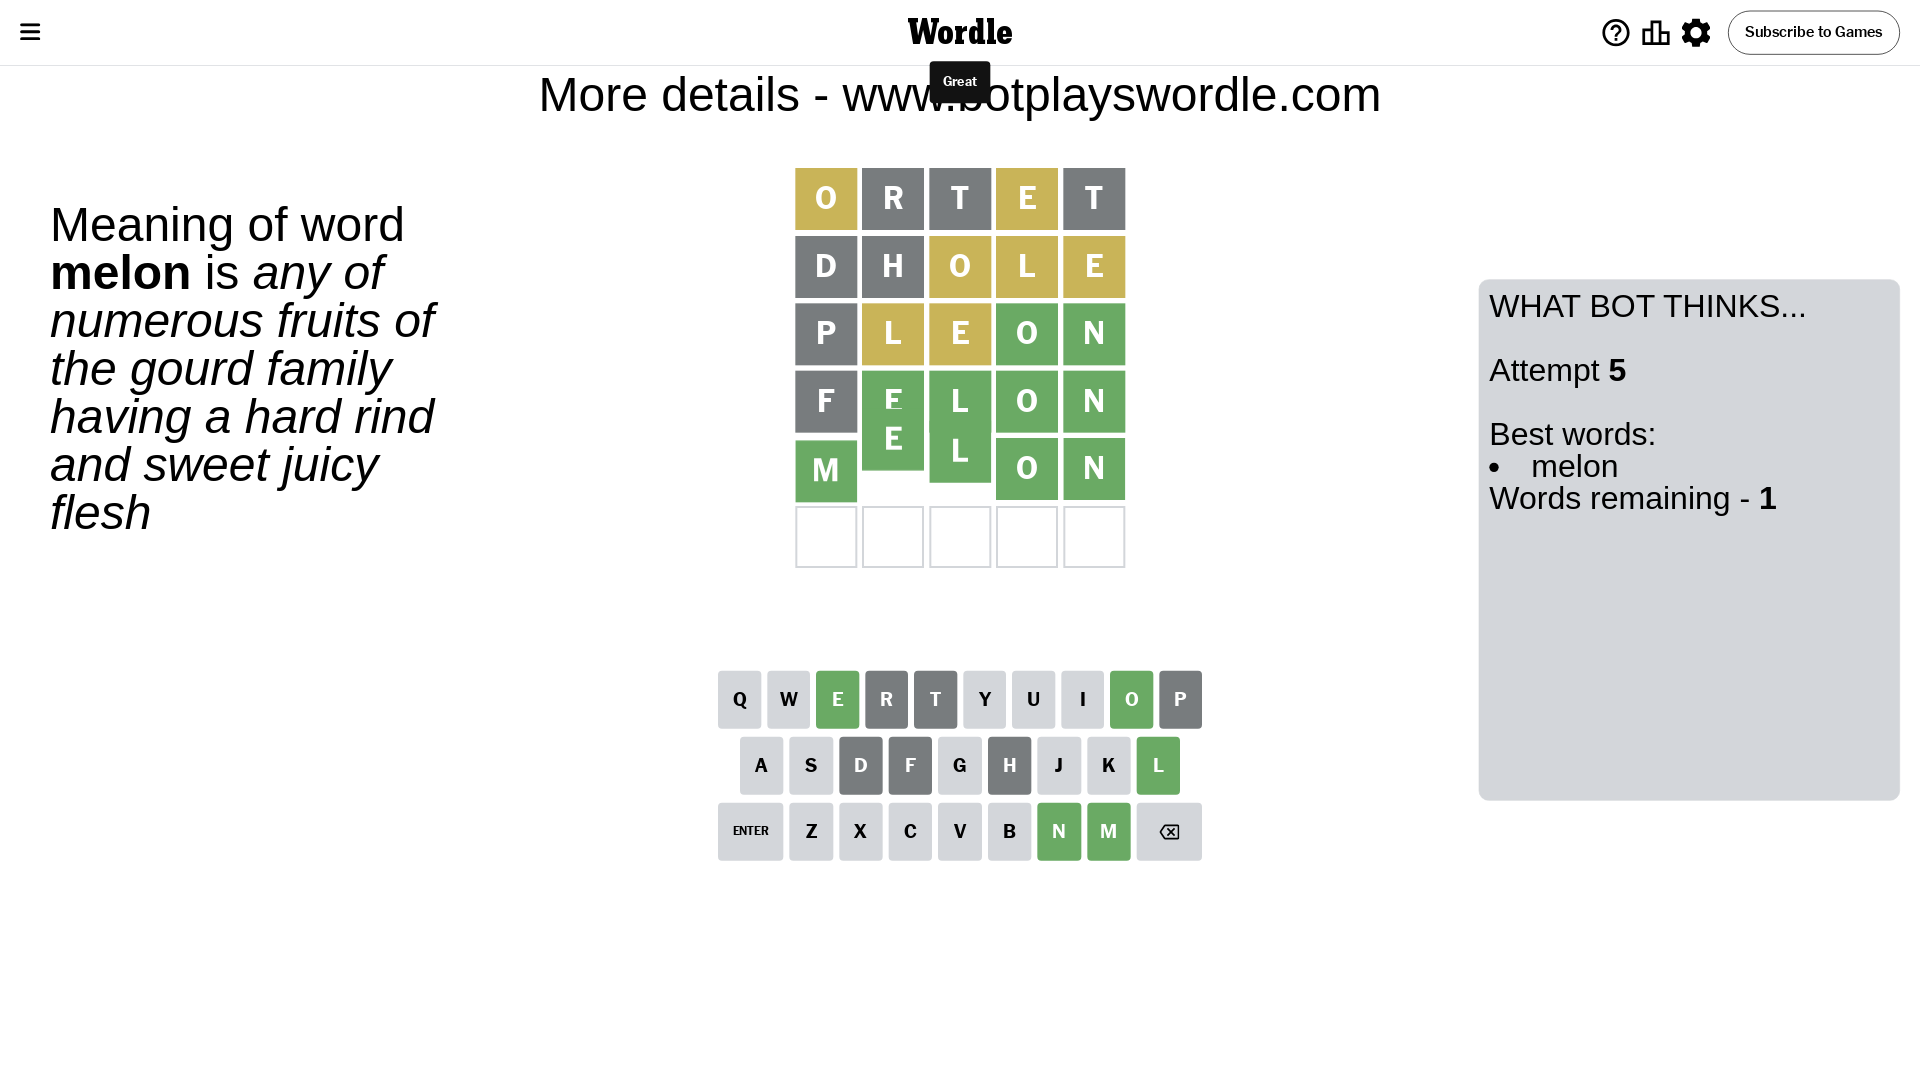 Wordle
Subscribe to Games
Great
More details - www.botplayswordle.com
Meaning of word
melon is any of
numerous fruits of
the gourd family
having a hard rind
and sweet juicy
flesh
O R T E T
D H O L E
P L E O N
F E L O N
M E L O N
WHAT BOT THINKS...
Attempt 5
Best words:
• melon
Words remaining - 1
Q W E R T Y U I O P
A S D F G H J K L
ENTER Z X C V B N M